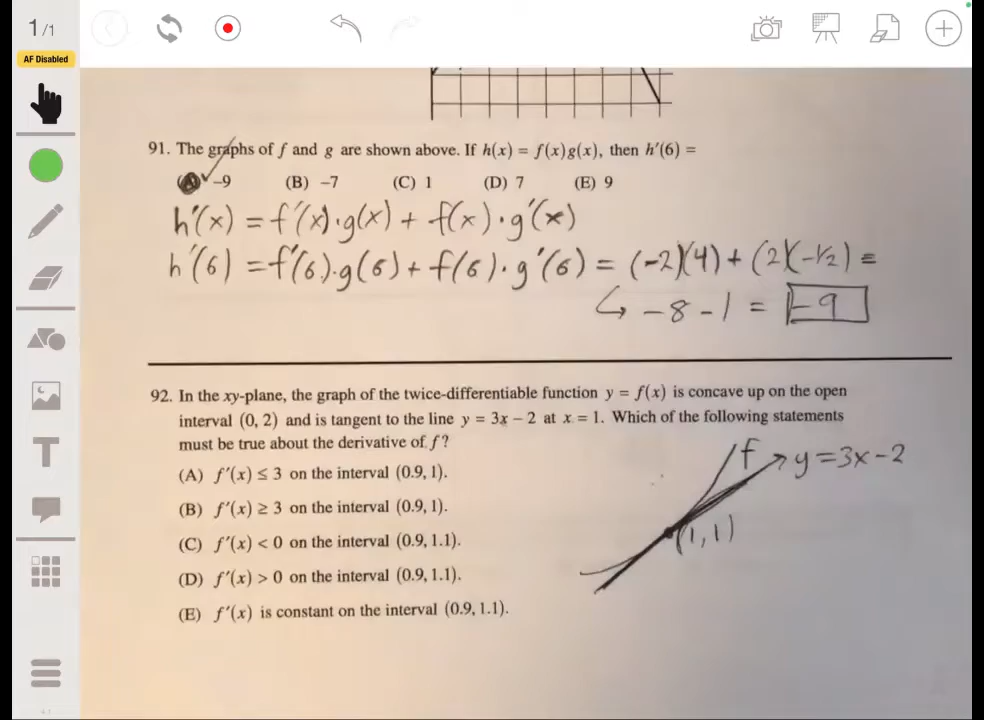 1/1
AF Disabled
T
91. The graphs of f and g are shown above. If h(x) = f(x)g(x), then h′(6) =
(A) ✓ -9 (B) -7 (C) 1 (D) 7 (E) 9
h′(x) = f′(x)·g(x) + f(x)·g′(x)
h′(6) = f′(6)·g(6) + f(6)·g′(6) = (-2)(4) + (2)(-1/2) =
↳ -8 - 1 = -9
92. In the xy-plane, the graph of the twice-differentiable function y = f(x) is concave up on the open
interval (0, 2) and is tangent to the line y = 3x − 2 at x = 1. Which of the following statements
must be true about the derivative of f?
(A) f′(x) ≤ 3 on the interval (0.9, 1).
(B) f′(x) ≥ 3 on the interval (0.9, 1).
(C) f′(x) < 0 on the interval (0.9, 1.1).
(D) f′(x) > 0 on the interval (0.9, 1.1).
(E) f′(x) is constant on the interval (0.9, 1.1).
f
y=3x-2
(1,1)